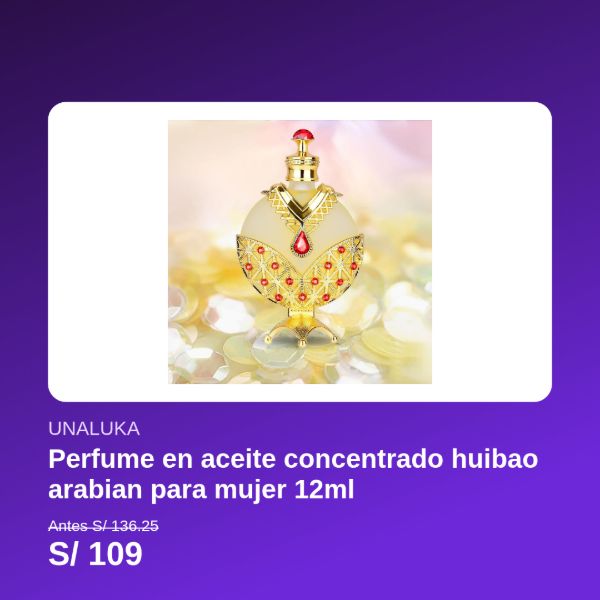 UNALUKA
Perfume en aceite concentrado huibao
arabian para mujer 12ml
Antes S/ 136.25
S/ 109